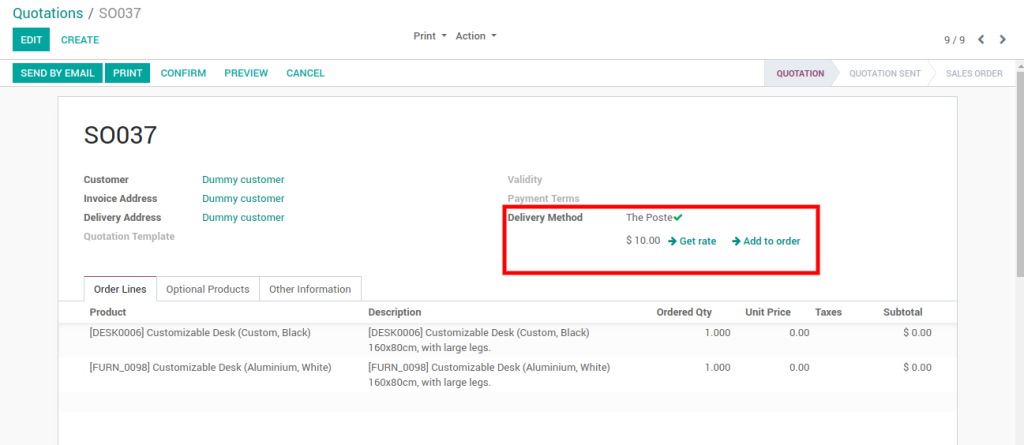 Quotations / SO037
EDIT CREATE Print Action 9 / 9
SEND BY EMAIL PRINT CONFIRM PREVIEW CANCEL QUOTATION QUOTATION SENT SALES ORDER
SO037
Customer Dummy customer Validity
Invoice Address Dummy customer Payment Terms
Delivery Address Dummy customer Delivery Method The Poste
Quotation Template $ 10.00 Get rate Add to order
Order Lines Optional Products Other Information
Product Description Ordered Qty Unit Price Taxes Subtotal
[DESK0006] Customizable Desk (Custom, Black) [DESK0006] Customizable Desk (Custom, Black) 1.000 0.00 $ 0.00
160x80cm, with large legs.
[FURN_0098] Customizable Desk (Aluminium, White) [FURN_0098] Customizable Desk (Aluminium, White) 1.000 0.00 $ 0.00
160x80cm, with large legs.